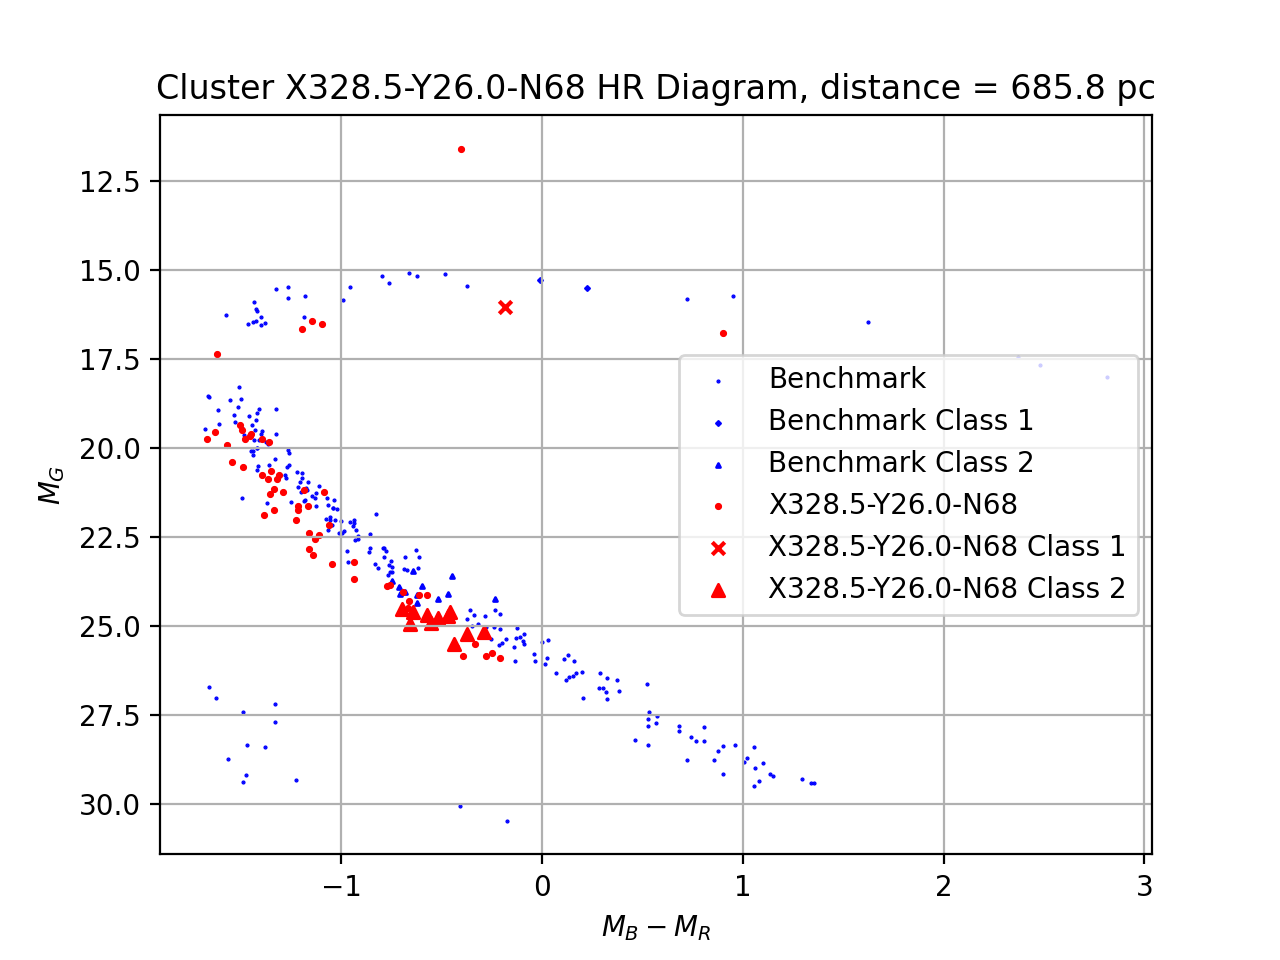 Cluster X328.5-Y26.0-N68 HR Diagram, distance = 685.8 pc
12.5
15.0
17.5
20.0
22.5
25.0
27.5
30.0
M_G
Benchmark
Benchmark Class 1
Benchmark Class 2
X328.5-Y26.0-N68
X328.5-Y26.0-N68 Class 1
X328.5-Y26.0-N68 Class 2
−1 0 1 2 3
M_B − M_R